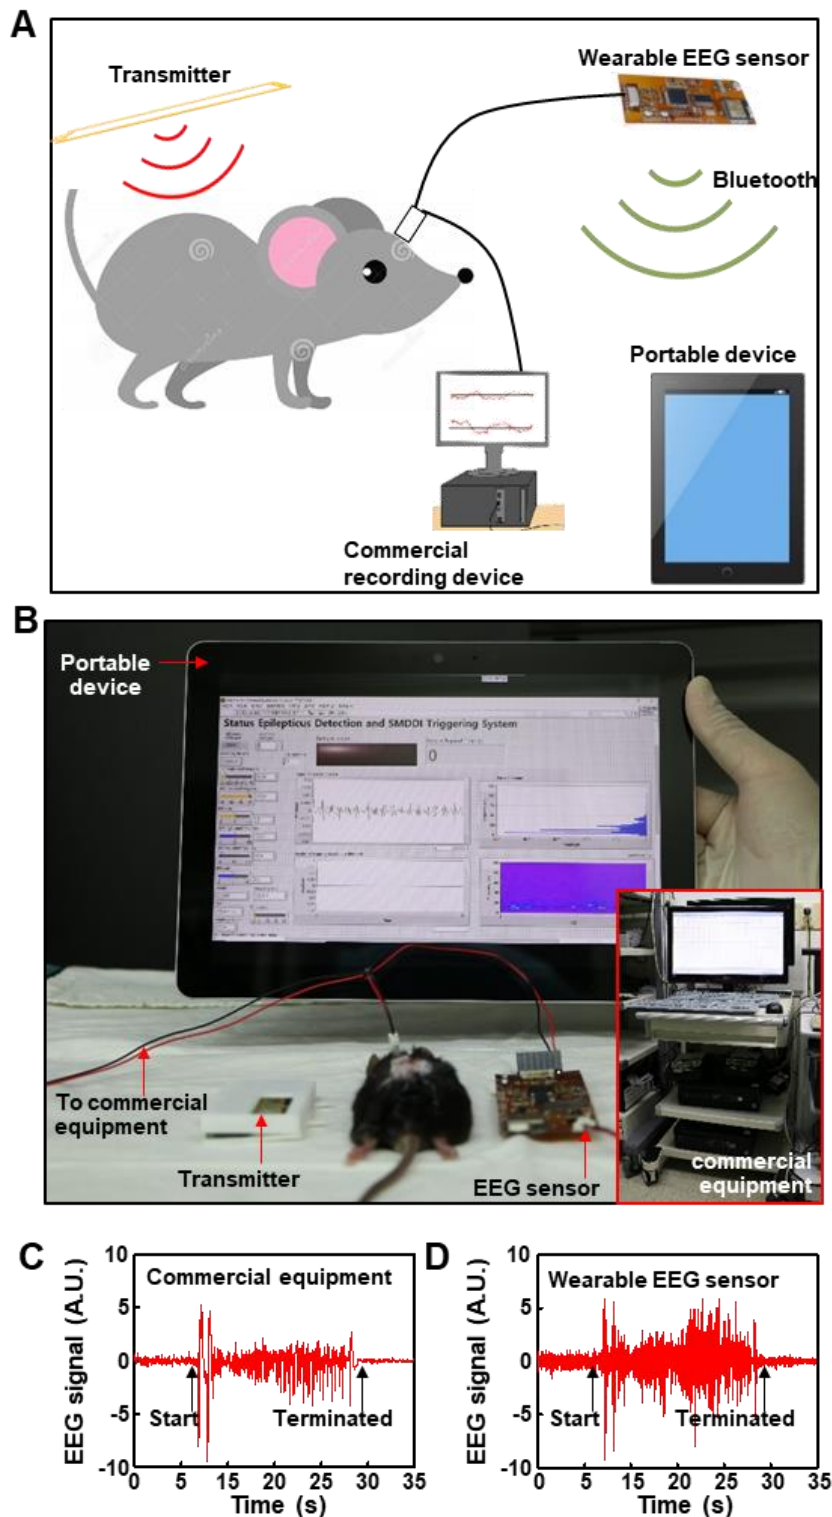 A
Transmitter
Wearable EEG sensor
Bluetooth
Portable device
Commercial
recording device
B
Portable
device
Status Epilepticus Detection and SMDDI Triggering System
0
To commercial
equipment
Transmitter
EEG sensor
commercial
equipment
C
10
5
0
-5
-10
EEG signal (A.U.)
Commercial equipment
Start
Terminated
0 5 10 15 20 25 30 35
Time (s)
D
10
5
0
-5
-10
EEG signal (A.U.)
Wearable EEG sensor
Start
Terminated
0 5 10 15 20 25 30 35
Time (s)